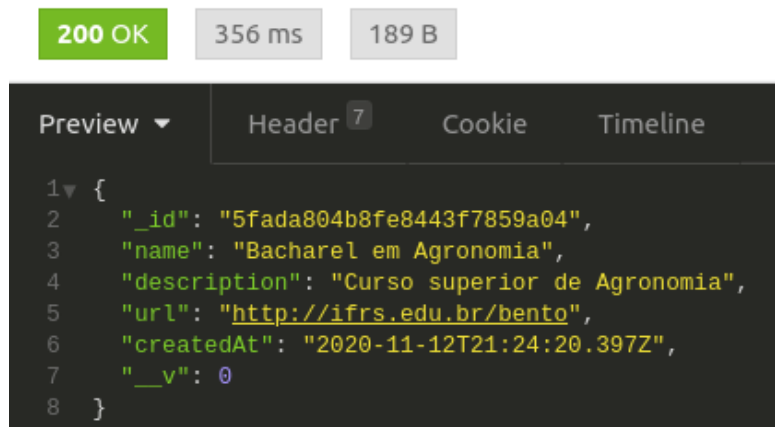 200 OK 356 ms 189 B
Preview Header 7 Cookie Timeline
1 {
2 "_id": "5fada804b8fe8443f7859a04",
3 "name": "Bacharel em Agronomia",
4 "description": "Curso superior de Agronomia",
5 "url": "http://ifrs.edu.br/bento",
6 "createdAt": "2020-11-12T21:24:20.397Z",
7 "__v": 0
8 }